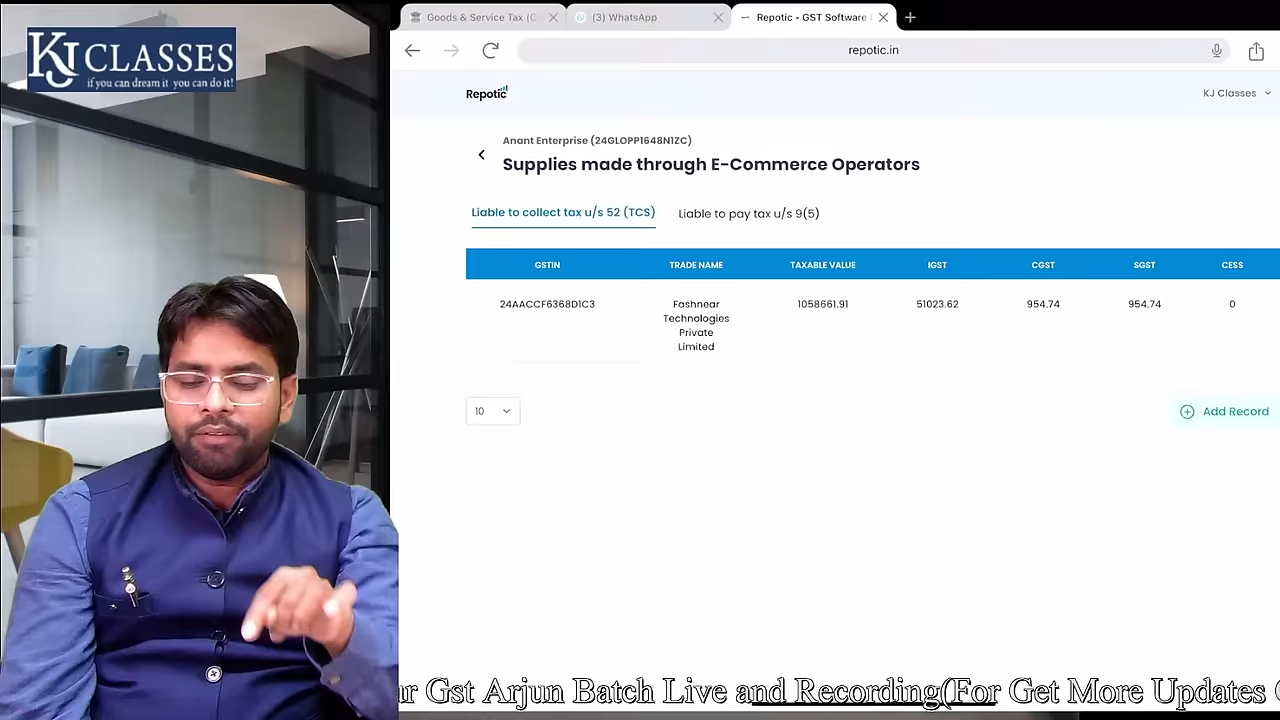 KJ CLASSES
if you can dream it you can do it!
Goods & Service Tax (
(3) WhatsApp
Repotic - GST Software
repotic.in
Repotic
KJ Classes
Anant Enterprise (24GLOPP1648N1ZC)
Supplies made through E-Commerce Operators
Liable to collect tax u/s 52 (TCS)
Liable to pay tax u/s 9(5)
GSTIN TRADE NAME TAXABLE VALUE IGST CGST SGST CESS
24AACCF6368D1C3 Fashnear Technologies Private Limited 1058661.91 51023.62 954.74 954.74 0
10
Add Record
Gst Arjun Batch Live and Recording(For Get More Updates